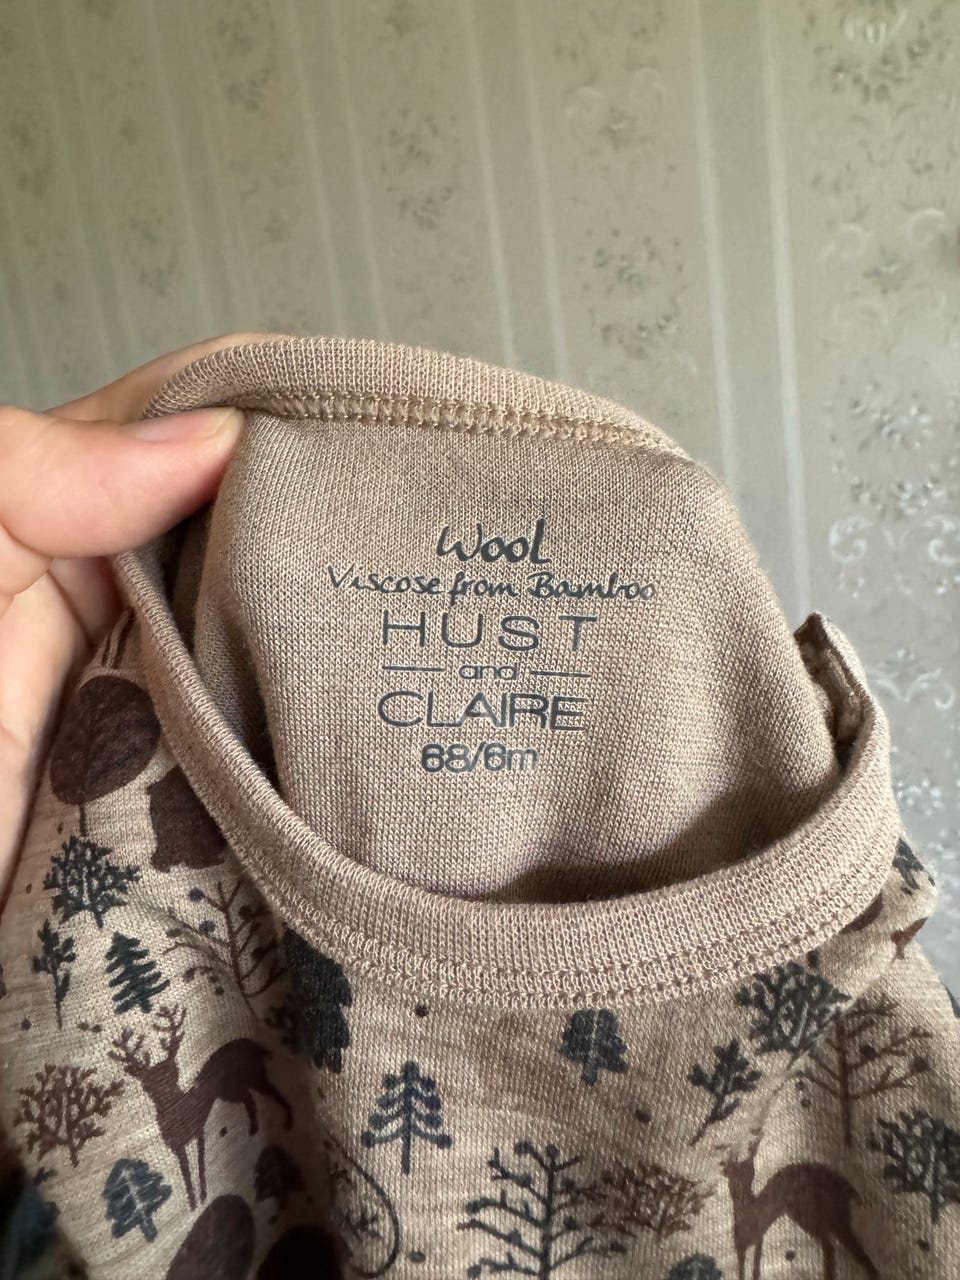 Wool
Viscose from Bamboo
HUST
and
CLAIRE
68/6m